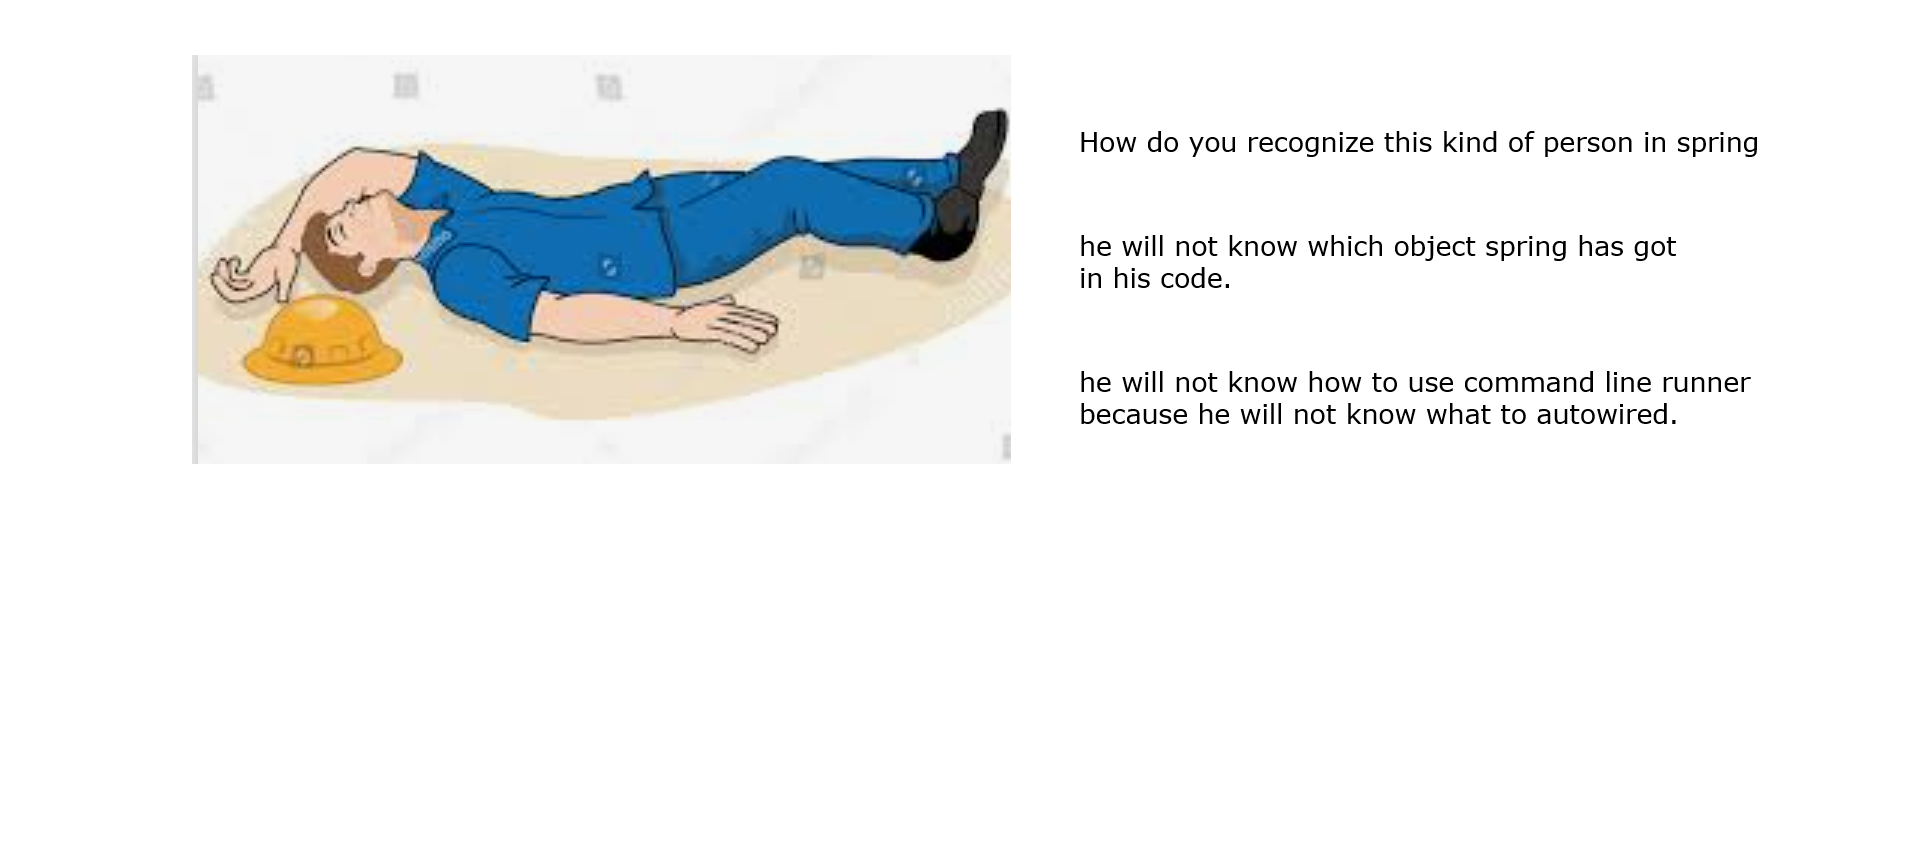 How do you recognize this kind of person in spring
he will not know which object spring has got
in his code.
he will not know how to use command line runner
because he will not know what to autowired.